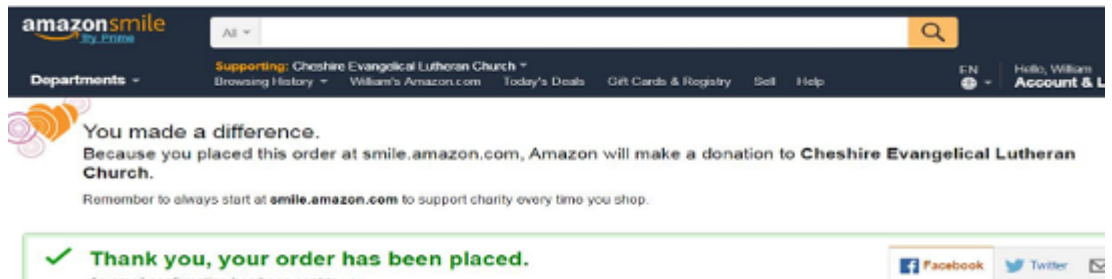 amazonsmile
Try Prime
All
Supporting: Cheshire Evangelical Lutheran Church
Departments
Browsing History William's Amazon.com Today's Deals Gift Cards & Registry Sell Help
EN
Hello, William
Account & L
You made a difference.
Because you placed this order at smile.amazon.com, Amazon will make a donation to Cheshire Evangelical Lutheran
Church.
Remember to always start at smile.amazon.com to support charity every time you shop.
Thank you, your order has been placed.
Facebook Twitter